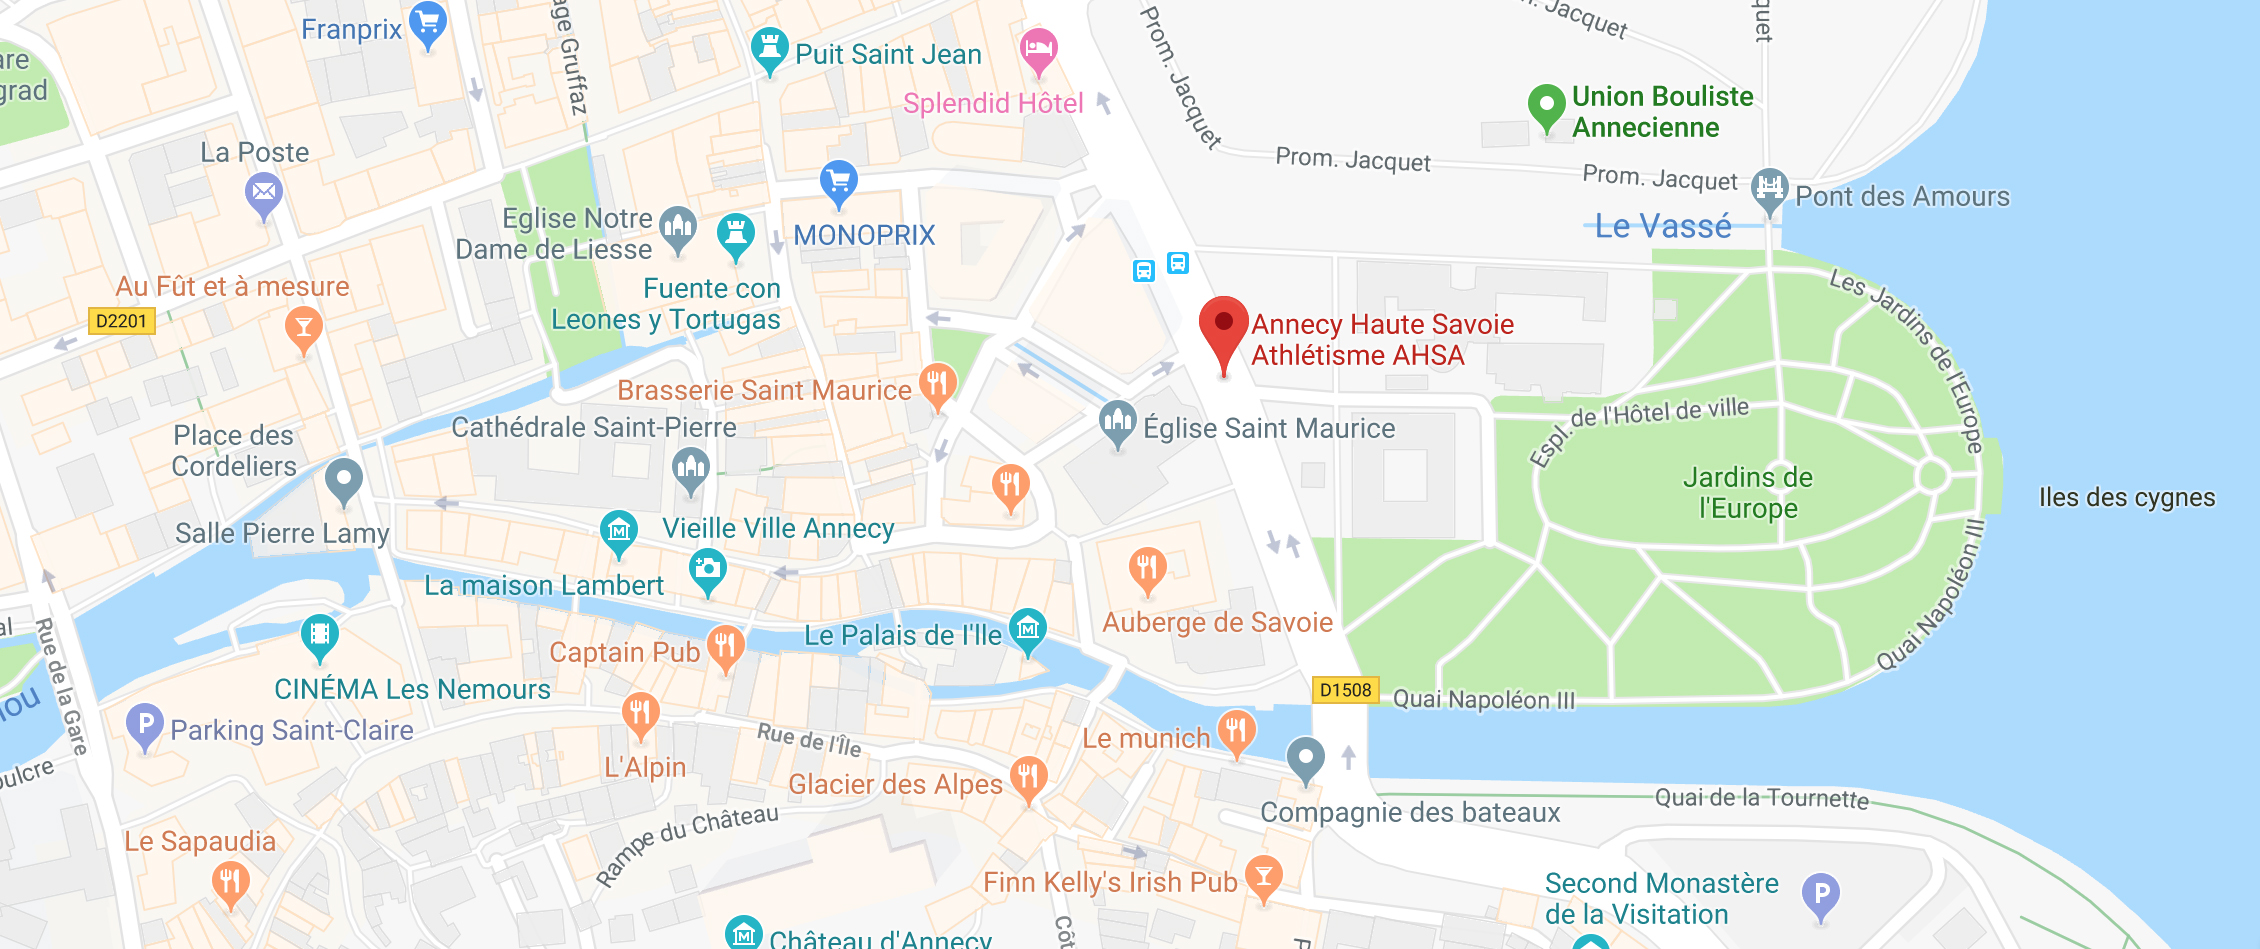 Franprix
age Gruffaz
Puit Saint Jean
Splendid Hôtel
Prom. Jacquet
m. Jacquet
quet
Union Bouliste
Annecienne
are
grad
La Poste
Prom. Jacquet
Prom. Jacquet
Pont des Amours
Le Vassé
Eglise Notre
Dame de Liesse
MONOPRIX
Au Fût et à mesure
Fuente con
Leones y Tortugas
D2201
Annecy Haute Savoie
Athlétisme AHSA
Les Jardins de l'Europe
Brasserie Saint Maurice
Cathédrale Saint-Pierre
Église Saint Maurice
Espl. de l'Hôtel de ville
Place des
Cordeliers
Jardins de
l'Europe
Iles des cygnes
Salle Pierre Lamy
Vieille Ville Annecy
La maison Lambert
Quai Napoléon III
al
Rue de la Gare
Captain Pub
Le Palais de l'Ile
Auberge de Savoie
CINÉMA Les Nemours
D1508
Quai Napoléon III
iou
P
Parking Saint-Claire
Rue de l'Île
Le munich
L'Alpin
Glacier des Alpes
pulcre
Compagnie des bateaux
Quai de la Tournette
Rampe du Château
Le Sapaudia
Finn Kelly's Irish Pub
Second Monastère
de la Visitation
P
Château d'Annecy
Côt